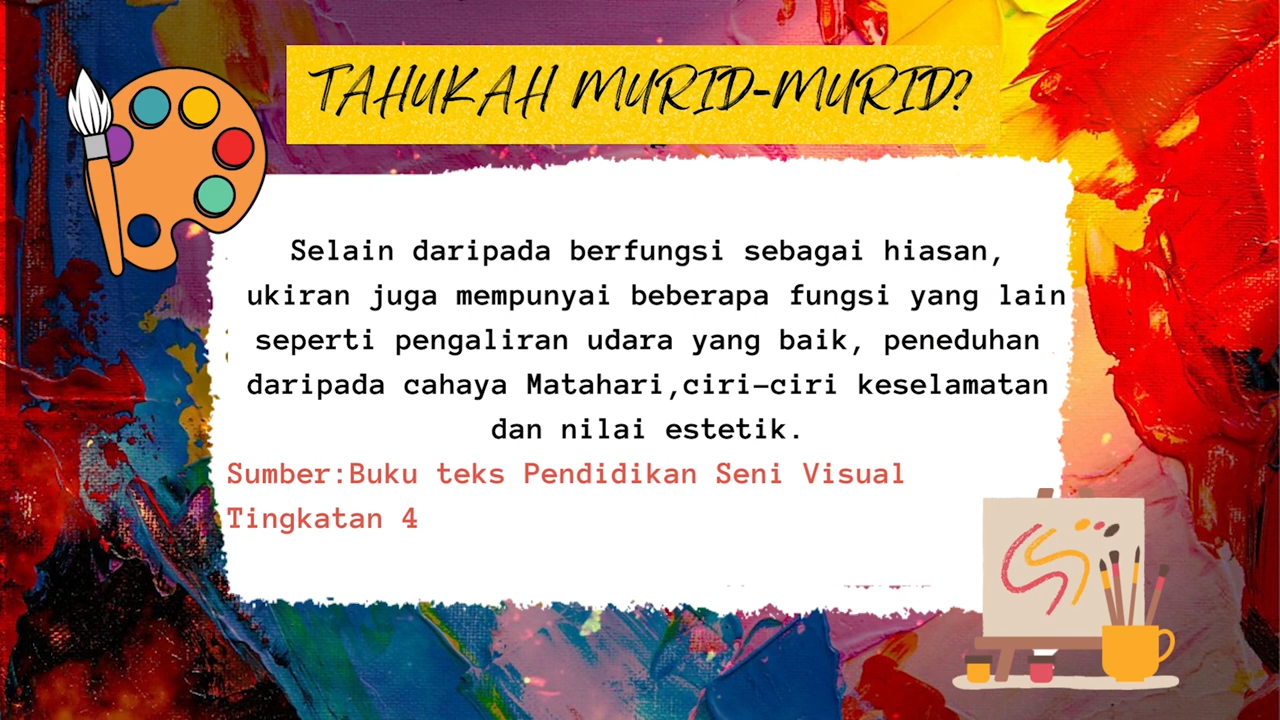 TAHUKAH MURID-MURID?
Selain daripada berfungsi sebagai hiasan,
ukiran juga mempunyai beberapa fungsi yang lain
seperti pengaliran udara yang baik, peneduhan
daripada cahaya Matahari,ciri-ciri keselamatan
dan nilai estetik.
Sumber:Buku teks Pendidikan Seni Visual
Tingkatan 4